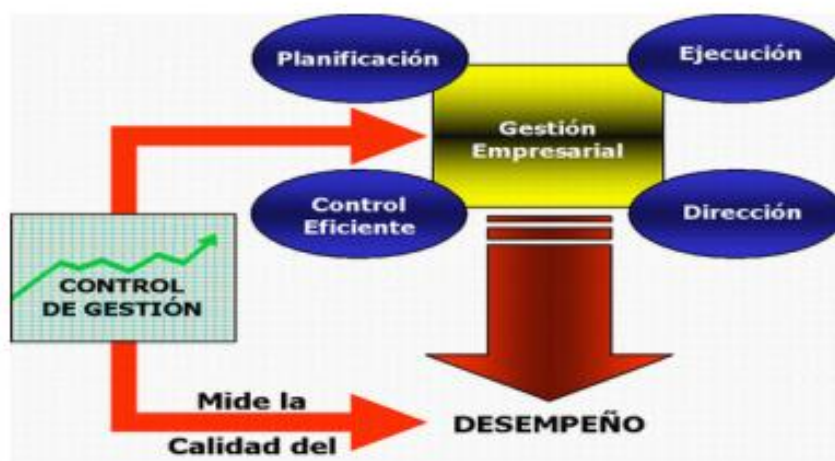 Planificación
Ejecución
Gestión
Empresarial
Control
Eficiente
Dirección
CONTROL
DE GESTIÓN
Mide la
Calidad del
DESEMPEÑO